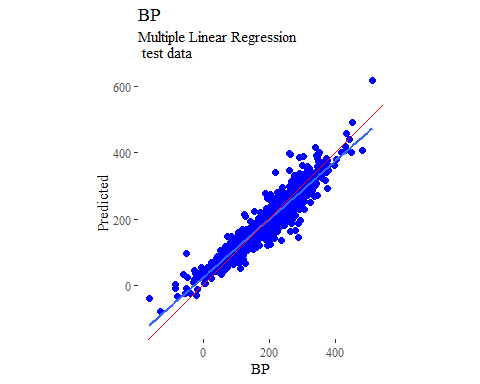 BP
Multiple Linear Regression
test data
600
400
200
0
Predicted
0
200
400
BP